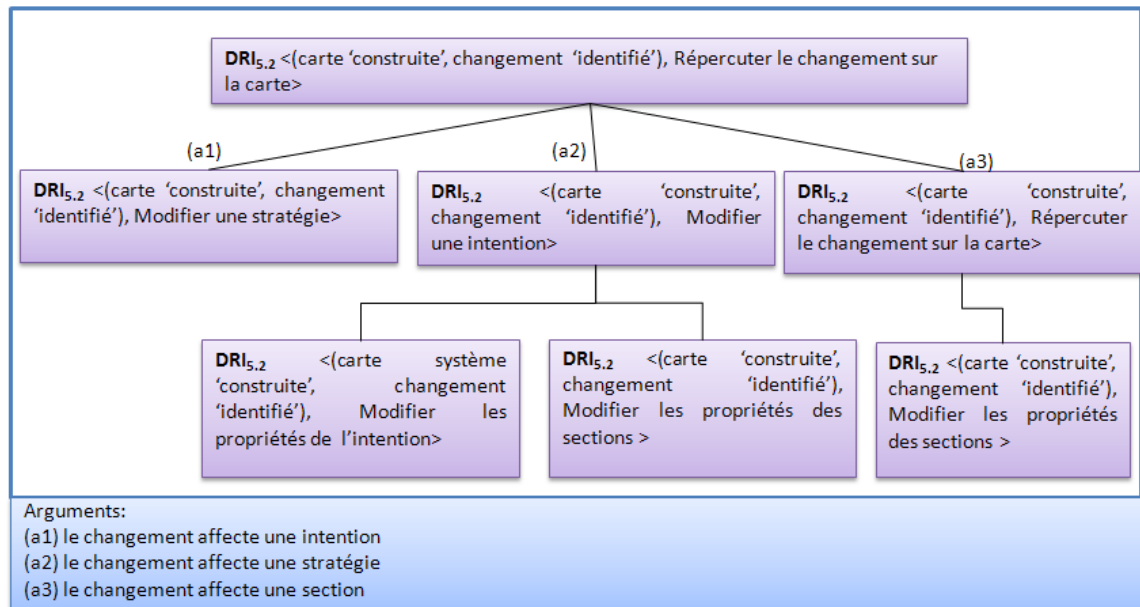 DRI5.2 <(carte ‘construite’, changement ‘identifié’), Répercuter le changement sur
la carte>
(a1)
(a2)
(a3)
DRI5.2 <(carte ‘construite’, changement
‘identifié’), Modifier une stratégie>
DRI5.2 <(carte ‘construite’,
changement ‘identifié’), Modifier
une intention>
DRI5.2 <(carte ‘construite’,
changement ‘identifié’), Répercuter
le changement sur la carte>
DRI5.2 <(carte système
‘construite’, changement
‘identifié’), Modifier les
propriétés de l’intention>
DRI5.2 <(carte ‘construite’,
changement ‘identifié’),
Modifier les propriétés des
sections >
DRI5.2 <(carte ‘construite’,
changement ‘identifié’),
Modifier les propriétés
des sections >
Arguments:
(a1) le changement affecte une intention
(a2) le changement affecte une stratégie
(a3) le changement affecte une section